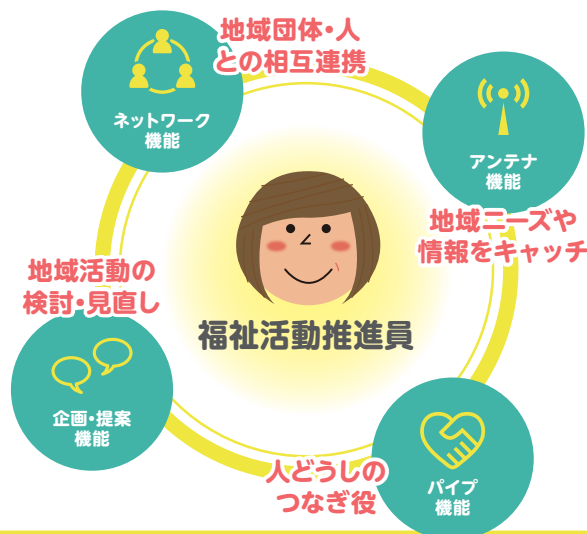 地域団体・人
との相互連携
ネットワーク
機能
アンテナ
機能
地域ニーズや
情報をキャッチ
地域活動の
検討・見直し
福祉活動推進員
企画・提案
機能
人どうしの
つなぎ役
パイプ
機能